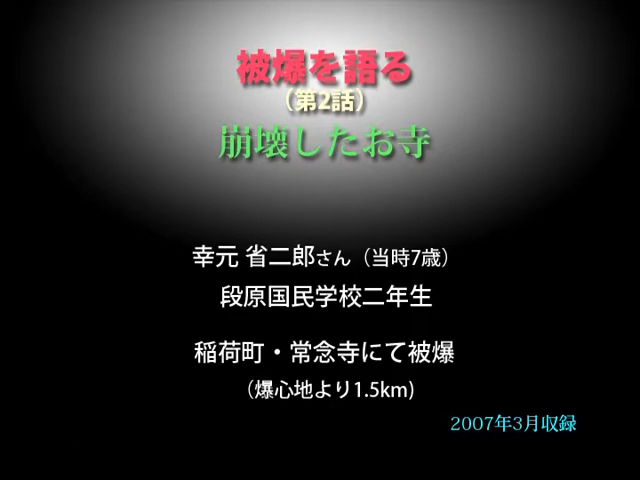 被爆を語る
（第2話）
崩壊したお寺
幸元 省二郎さん（当時7歳）
段原国民学校二年生
稲荷町・常念寺にて被爆
（爆心地より1.5km)
2007年3月収録